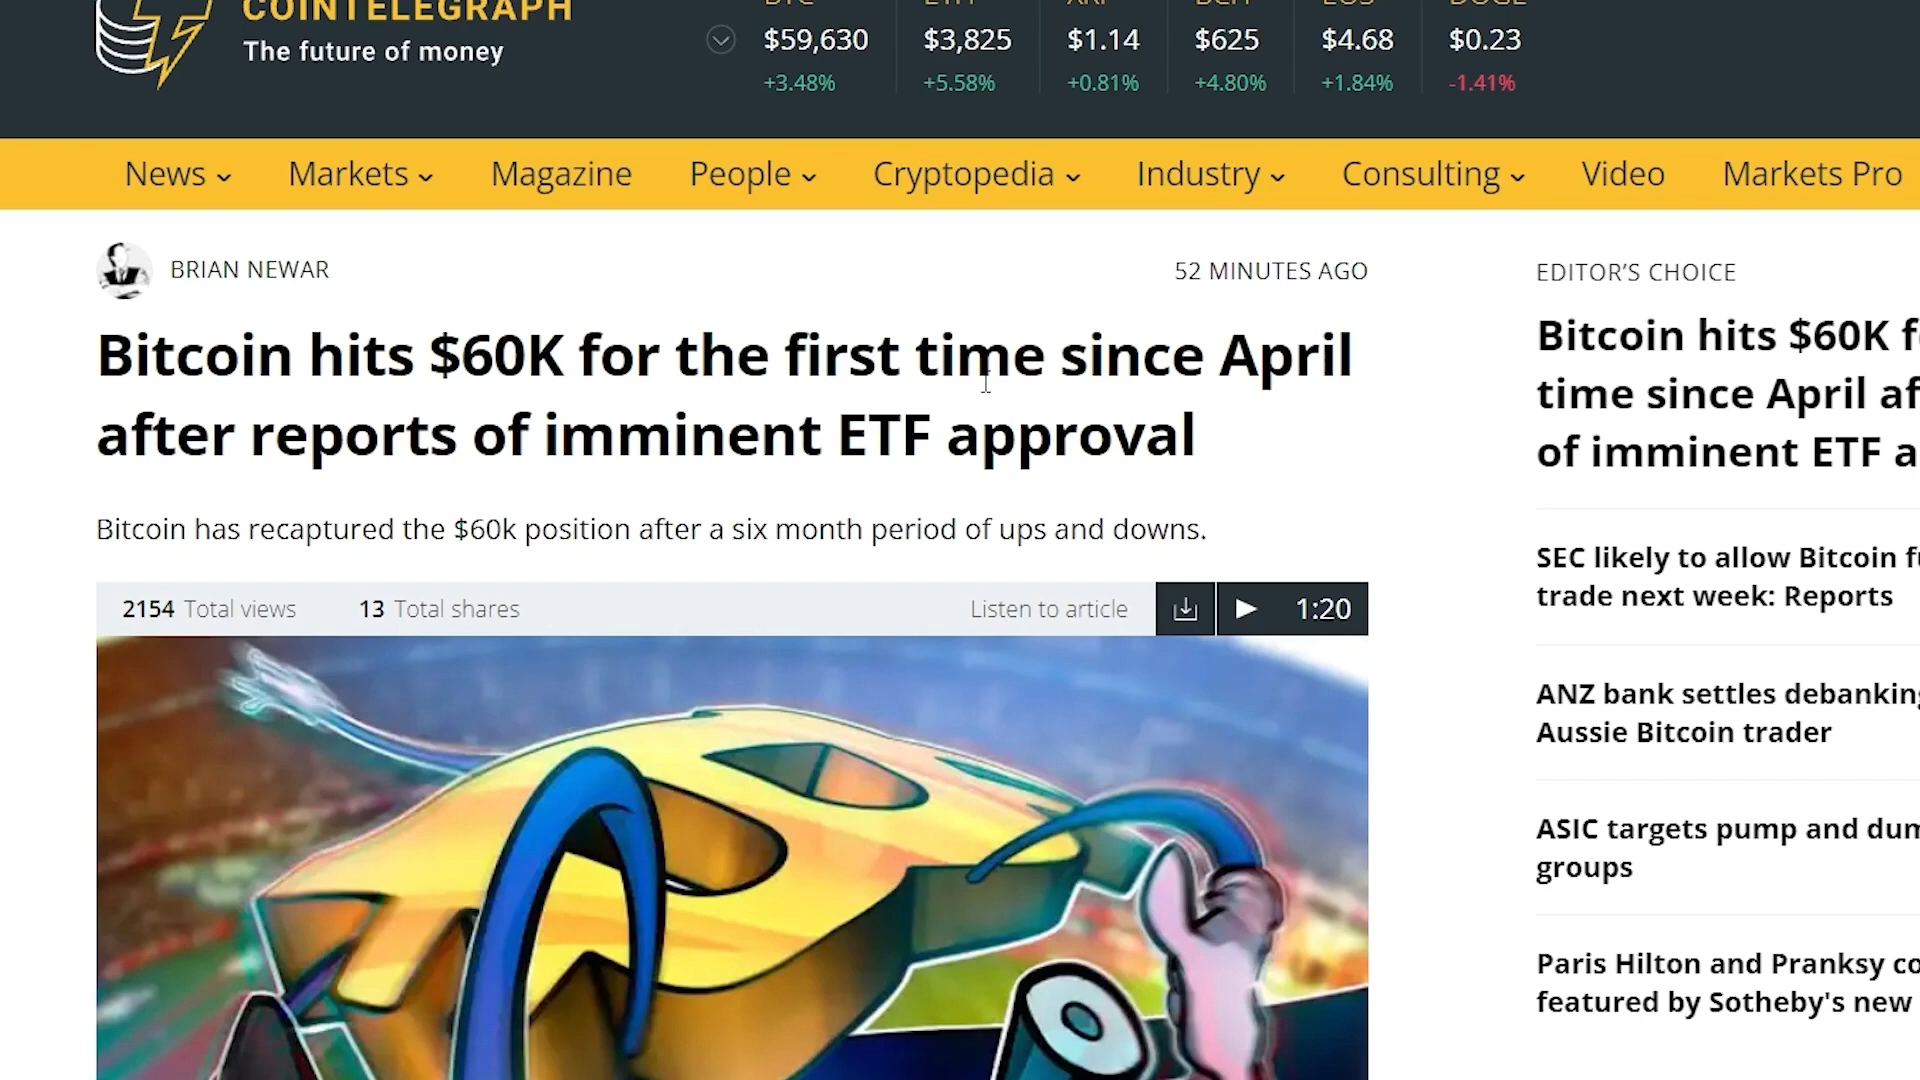 COINTELEGRAPH
The future of money
BTC ETH XRP BCH EOS DOGE
$59,630 $3,825 $1.14 $625 $4.68 $0.23
+3.48% +5.58% +0.81% +4.80% +1.84% -1.41%
News Markets Magazine People Cryptopedia Industry Consulting Video Markets Pro
BRIAN NEWAR
52 MINUTES AGO
Bitcoin hits $60K for the first time since April
after reports of imminent ETF approval
Bitcoin has recaptured the $60k position after a six month period of ups and downs.
2154 Total views 13 Total shares Listen to article 1:20
EDITOR'S CHOICE
Bitcoin hits $60K f
time since April af
of imminent ETF a
SEC likely to allow Bitcoin fu
trade next week: Reports
ANZ bank settles debanking
Aussie Bitcoin trader
ASIC targets pump and dum
groups
Paris Hilton and Pranksy co
featured by Sotheby's new